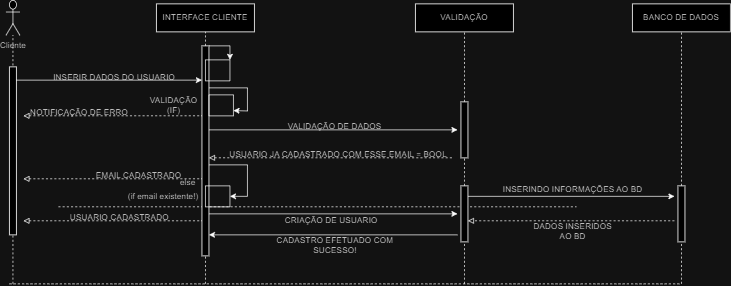 INTERFACE CLIENTE
VALIDAÇÃO
BANCO DE DADOS
Cliente
INSERIR DADOS DO USUARIO
VALIDAÇÃO
(IF)
NOTIFICAÇÃO DE ERRO
VALIDAÇÃO DE DADOS
USUARIO JA CADASTRADO COM ESSE EMAIL = BOOL
EMAIL CADASTRADO
else
(if email existente!)
INSERINDO INFORMAÇÕES AO BD
USUARIO CADASTRADO
CRIAÇÃO DE USUARIO
DADOS INSERIDOS
AO BD
CADASTRO EFETUADO COM
SUCESSO!